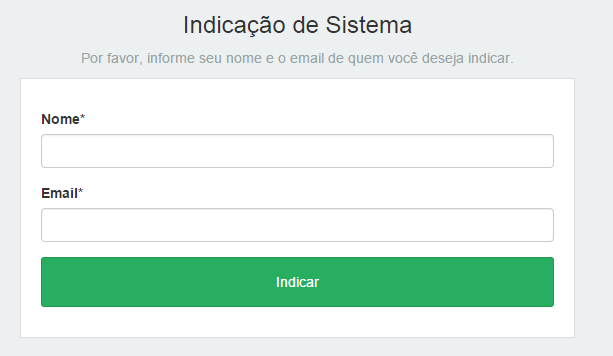 Indicação de Sistema
Por favor, informe seu nome e o email de quem você deseja indicar.
Nome*
Email*
Indicar